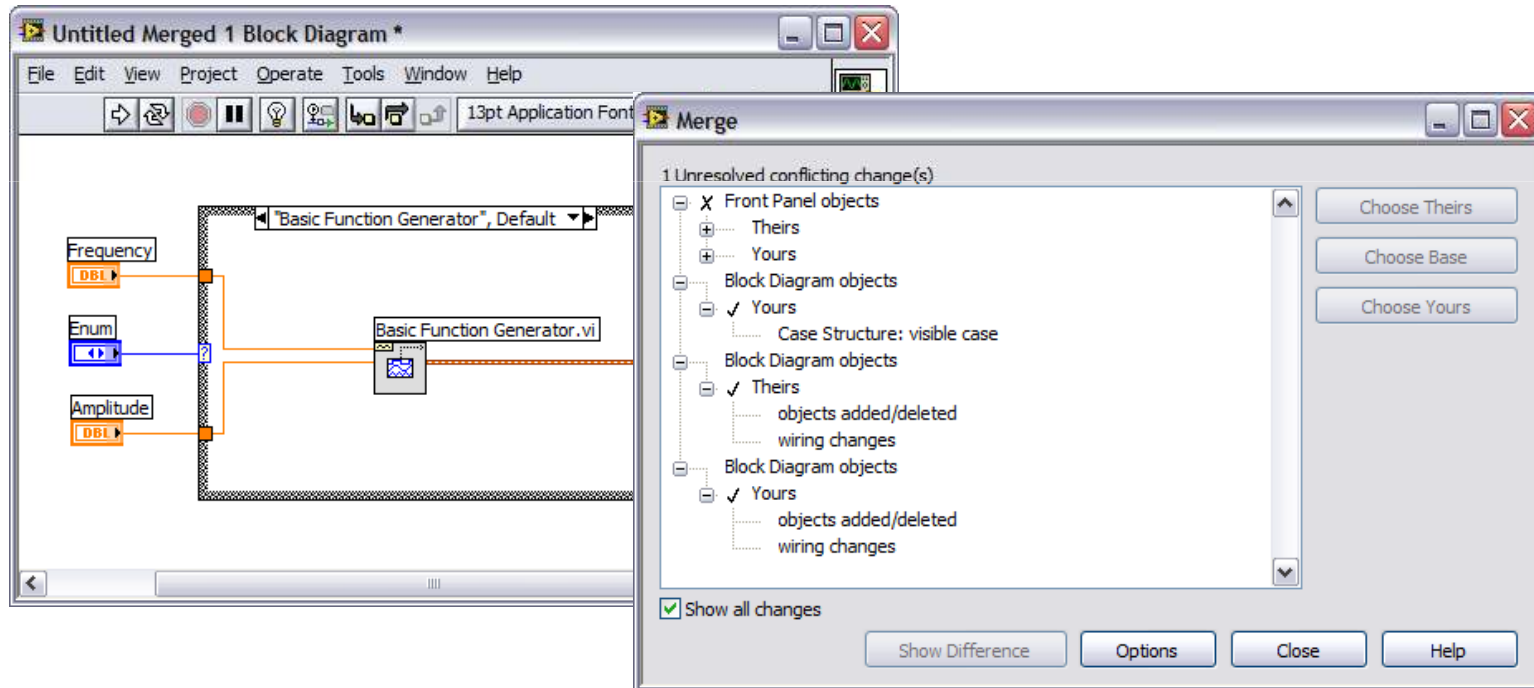 Untitled Merged 1 Block Diagram *
File Edit View Project Operate Tools Window Help
13pt Application Font
"Basic Function Generator", Default
Frequency
DBL
Enum
?
Basic Function Generator.vi
Amplitude
DBL
Merge
1 Unresolved conflicting change(s)
Front Panel objects
Theirs
Yours
Block Diagram objects
Yours
Case Structure: visible case
Block Diagram objects
Theirs
objects added/deleted
wiring changes
Block Diagram objects
Yours
objects added/deleted
wiring changes
Choose Theirs
Choose Base
Choose Yours
Show all changes
Show Difference Options Close Help